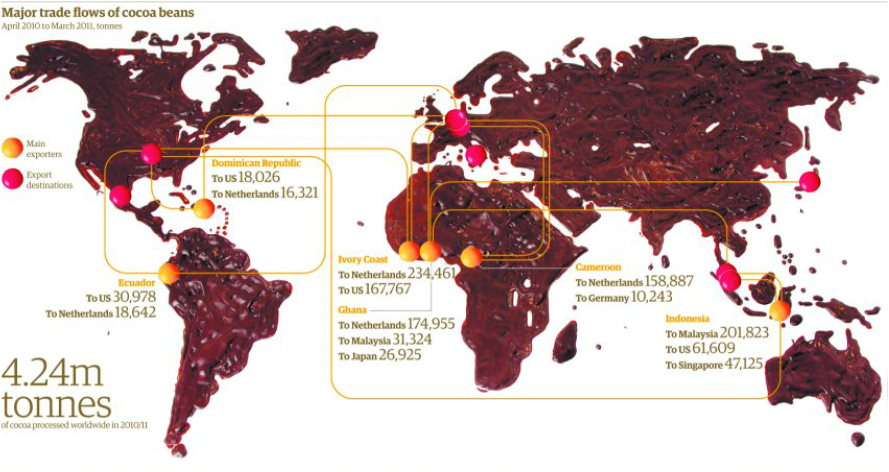 Major trade flows of cocoa beans
April 2010 to March 2011, tonnes
Main
exporters
Export
destinations
Dominican Republic
To US 18,026
To Netherlands 16,321
Ecuador
To US 30,978
To Netherlands 18,642
Ivory Coast
To Netherlands 234,461
To US 167,767
Ghana
To Netherlands 174,955
To Malaysia 31,324
To Japan 26,925
Cameroon
To Netherlands 158,887
To Germany 10,243
Indonesia
To Malaysia 201,823
To US 61,609
To Singapore 47,125
4.24m
tonnes
of cocoa processed worldwide in 2010/11